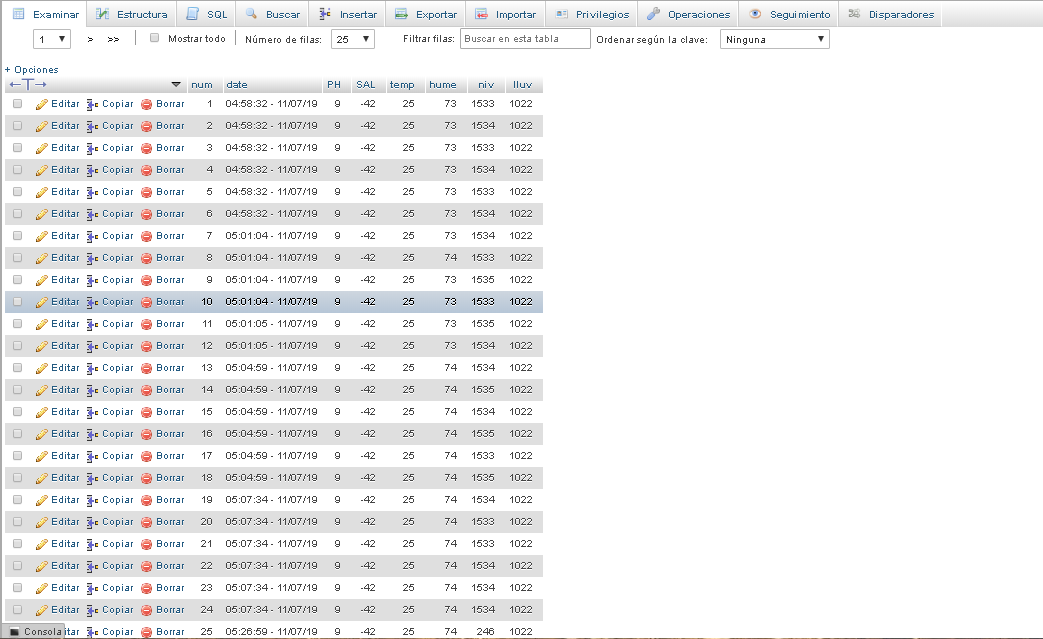 Examinar Estructura SQL Buscar Insertar Exportar Importar Privilegios Operaciones Seguimiento Disparadores
1 > >> Mostrar todo Número de filas: 25 Filtrar filas: Buscar en esta tabla Ordenar según la clave: Ninguna
+ Opciones
←T→ num date PH SAL temp hume niv lluv
Editar Copiar Borrar 1 04:58:32 - 11/07/19 9 -42 25 73 1533 1022
Editar Copiar Borrar 2 04:58:32 - 11/07/19 9 -42 25 73 1534 1022
Editar Copiar Borrar 3 04:58:32 - 11/07/19 9 -42 25 73 1533 1022
Editar Copiar Borrar 4 04:58:32 - 11/07/19 9 -42 25 73 1534 1022
Editar Copiar Borrar 5 04:58:32 - 11/07/19 9 -42 25 73 1533 1022
Editar Copiar Borrar 6 04:58:32 - 11/07/19 9 -42 25 73 1534 1022
Editar Copiar Borrar 7 05:01:04 - 11/07/19 9 -42 25 73 1534 1022
Editar Copiar Borrar 8 05:01:04 - 11/07/19 9 -42 25 74 1533 1022
Editar Copiar Borrar 9 05:01:04 - 11/07/19 9 -42 25 73 1535 1022
Editar Copiar Borrar 10 05:01:04 - 11/07/19 9 -42 25 73 1533 1022
Editar Copiar Borrar 11 05:01:05 - 11/07/19 9 -42 25 73 1535 1022
Editar Copiar Borrar 12 05:01:05 - 11/07/19 9 -42 25 73 1534 1022
Editar Copiar Borrar 13 05:04:59 - 11/07/19 9 -42 25 74 1534 1022
Editar Copiar Borrar 14 05:04:59 - 11/07/19 9 -42 25 74 1535 1022
Editar Copiar Borrar 15 05:04:59 - 11/07/19 9 -42 25 74 1534 1022
Editar Copiar Borrar 16 05:04:59 - 11/07/19 9 -42 25 74 1535 1022
Editar Copiar Borrar 17 05:04:59 - 11/07/19 9 -42 25 74 1533 1022
Editar Copiar Borrar 18 05:04:59 - 11/07/19 9 -42 25 74 1535 1022
Editar Copiar Borrar 19 05:07:34 - 11/07/19 9 -42 25 74 1534 1022
Editar Copiar Borrar 20 05:07:34 - 11/07/19 9 -42 25 74 1533 1022
Editar Copiar Borrar 21 05:07:34 - 11/07/19 9 -42 25 74 1533 1022
Editar Copiar Borrar 22 05:07:34 - 11/07/19 9 -42 25 74 1534 1022
Editar Copiar Borrar 23 05:07:34 - 11/07/19 9 -42 25 74 1534 1022
Editar Copiar Borrar 24 05:07:34 - 11/07/19 9 -42 25 74 1534 1022
Consola itar Copiar Borrar 25 05:26:59 - 11/07/19 9 -42 25 74 246 1022